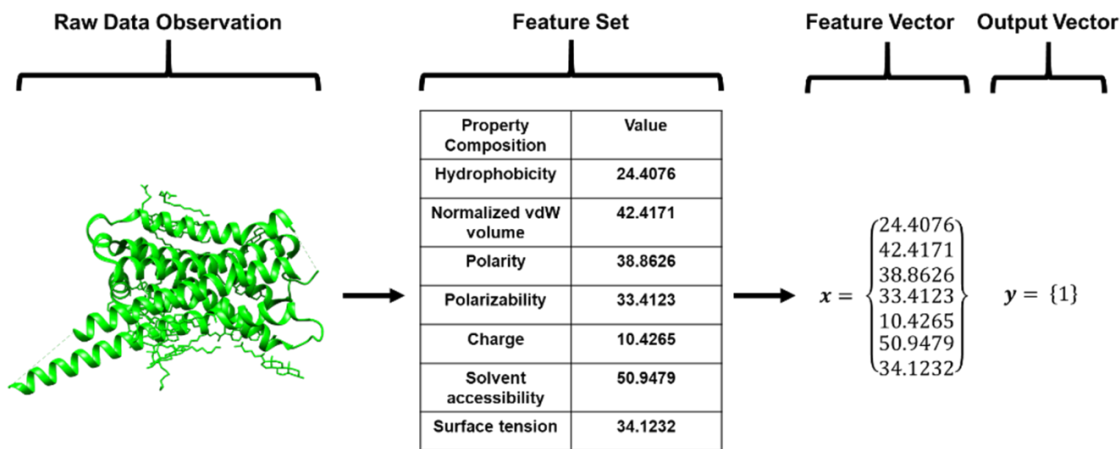 Raw Data Observation
Feature Set
Feature Vector
Output Vector
Property Composition
Value
Hydrophobicity
24.4076
Normalized vdW volume
42.4171
Polarity
38.8626
Polarizability
33.4123
Charge
10.4265
Solvent accessibility
50.9479
Surface tension
34.1232
x =
24.4076
42.4171
38.8626
33.4123
10.4265
50.9479
34.1232
y = {1}